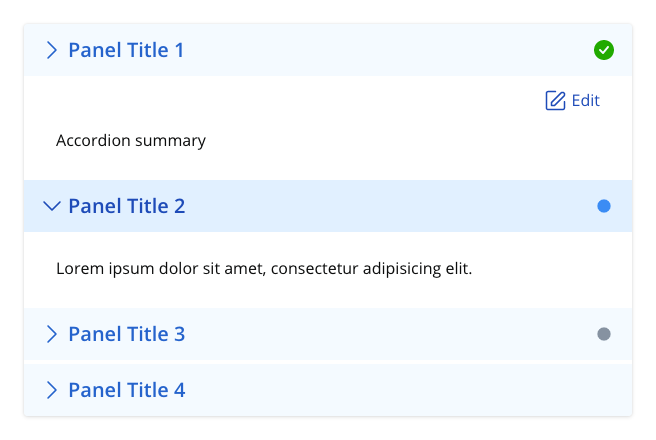 Panel Title 1
Edit
Accordion summary
Panel Title 2
Lorem ipsum dolor sit amet, consectetur adipisicing elit.
Panel Title 3
Panel Title 4